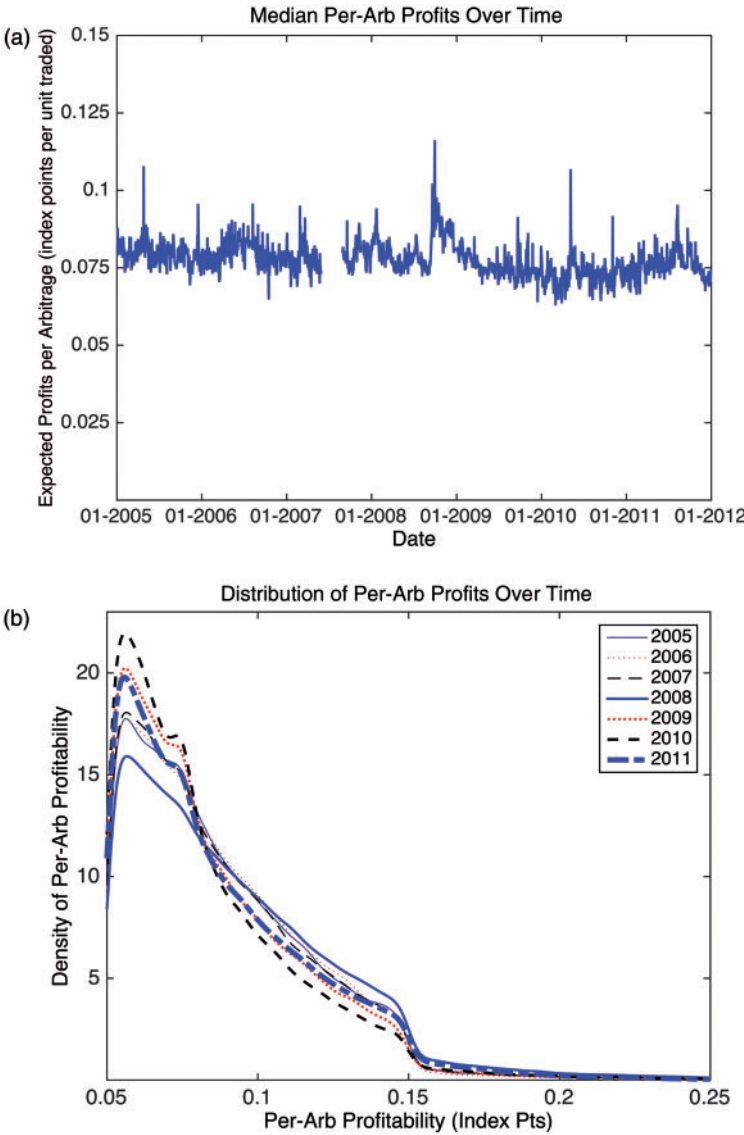 (a)
Median Per-Arb Profits Over Time
Expected Profits per Arbitrage (index points per unit traded)
0.15
0.125
0.1
0.075
0.05
0.025
01-2005 01-2006 01-2007 01-2008 01-2009 01-2010 01-2011 01-2012
Date
(b)
Distribution of Per-Arb Profits Over Time
Density of Per-Arb Profitability
20
15
10
5
2005
2006
2007
2008
2009
2010
2011
0.05 0.1 0.15 0.2 0.25
Per-Arb Profitability (Index Pts)